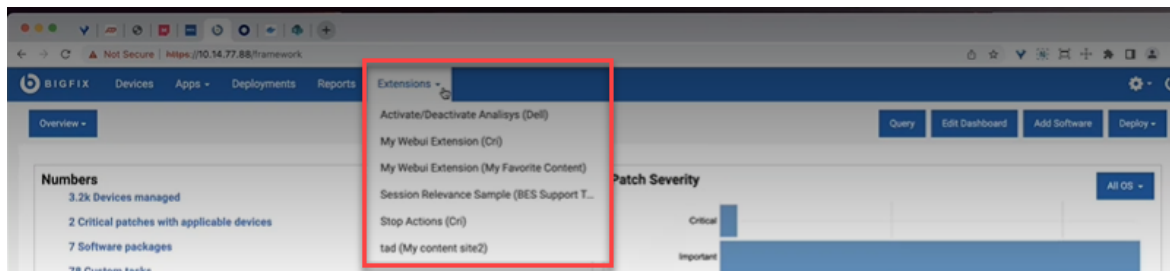 Not Secure | https://10.14.77.88/framework
BIGFIX Devices Apps Deployments Reports Extensions
Overview Query Edit Dashboard Add Software Deploy
Activate/Deactivate Analisys (Dell)
My Webui Extension (Cri)
My Webui Extension (My Favorite Content)
Session Relevance Sample (BES Support T...
Stop Actions (Cri)
tad (My content site2)
Numbers
3.2k Devices managed
2 Critical patches with applicable devices
7 Software packages
78 Custom tasks
Patch Severity
All OS
Critical
Important